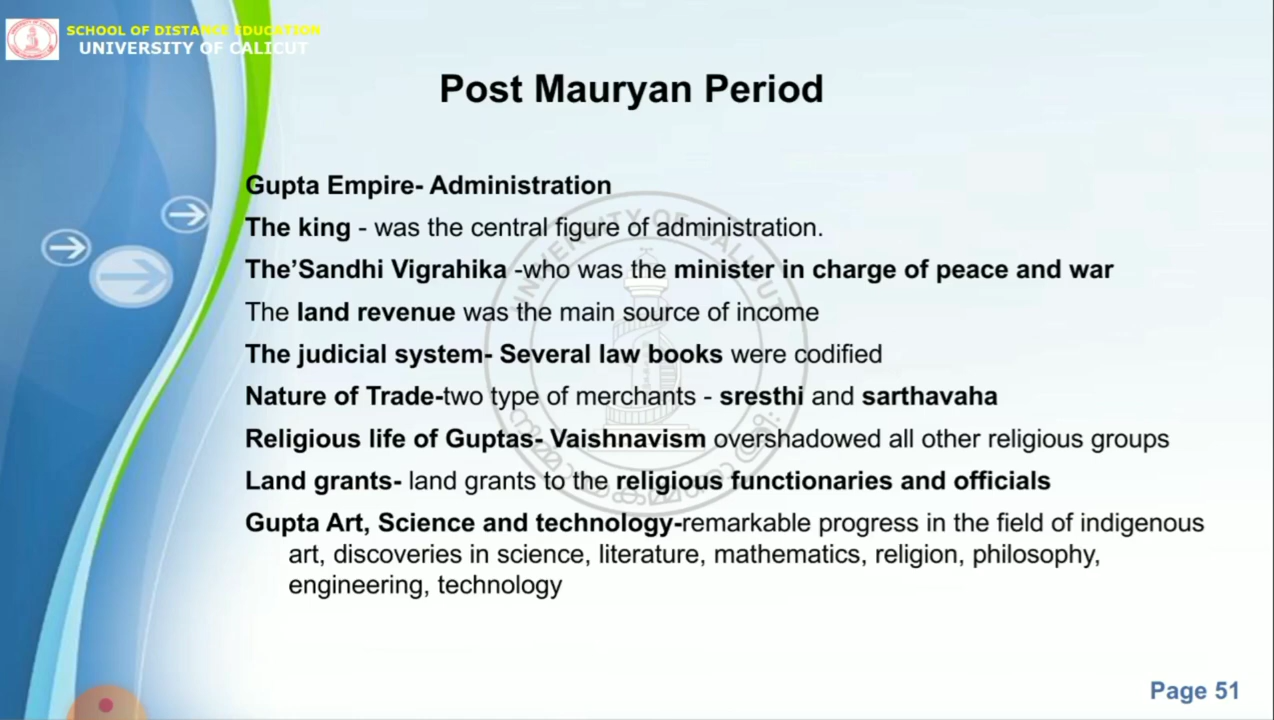 SCHOOL OF DISTANCE EDUCATION
UNIVERSITY OF CALICUT
Post Mauryan Period
Gupta Empire- Administration
The king - was the central figure of administration.
The’Sandhi Vigrahika -who was the minister in charge of peace and war
The land revenue was the main source of income
The judicial system- Several law books were codified
Nature of Trade-two type of merchants - sresthi and sarthavaha
Religious life of Guptas- Vaishnavism overshadowed all other religious groups
Land grants- land grants to the religious functionaries and officials
Gupta Art, Science and technology-remarkable progress in the field of indigenous
art, discoveries in science, literature, mathematics, religion, philosophy,
engineering, technology
UNIVERSITY OF CALICUT
Page 51